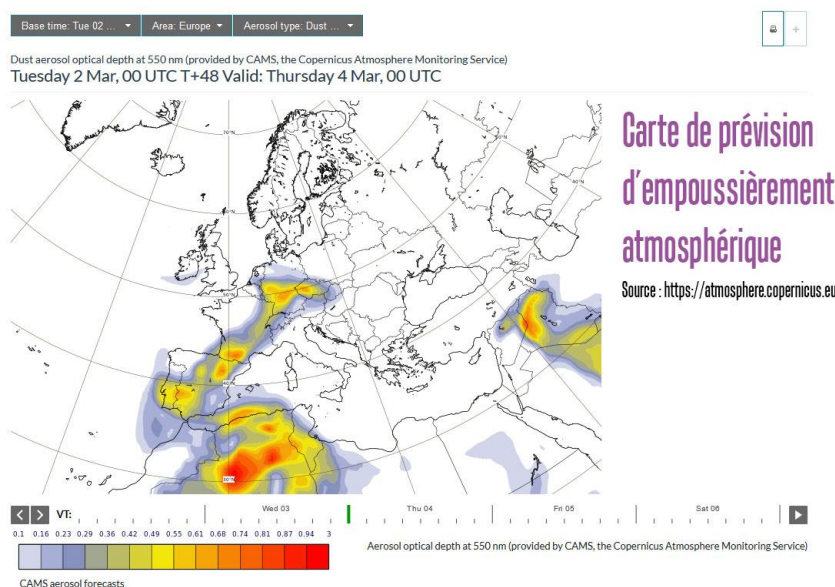 Base time: Tue 02 ... Area: Europe Aerosol type: Dust ...
+
Dust aerosol optical depth at 550 nm (provided by CAMS, the Copernicus Atmosphere Monitoring Service)
Tuesday 2 Mar, 00 UTC T+48 Valid: Thursday 4 Mar, 00 UTC
Carte de prévision
d'empoussièrement
atmosphérique
Source : https://atmosphere.copernicus.eu
70°N
50°N
40°N
30°N
VT:
Wed 03 Thu 04 Fri 05 Sat 06
0.1 0.16 0.23 0.29 0.36 0.42 0.49 0.55 0.61 0.68 0.74 0.81 0.87 0.94 3
Aerosol optical depth at 550 nm (provided by CAMS, the Copernicus Atmosphere Monitoring Service)
CAMS aerosol forecasts